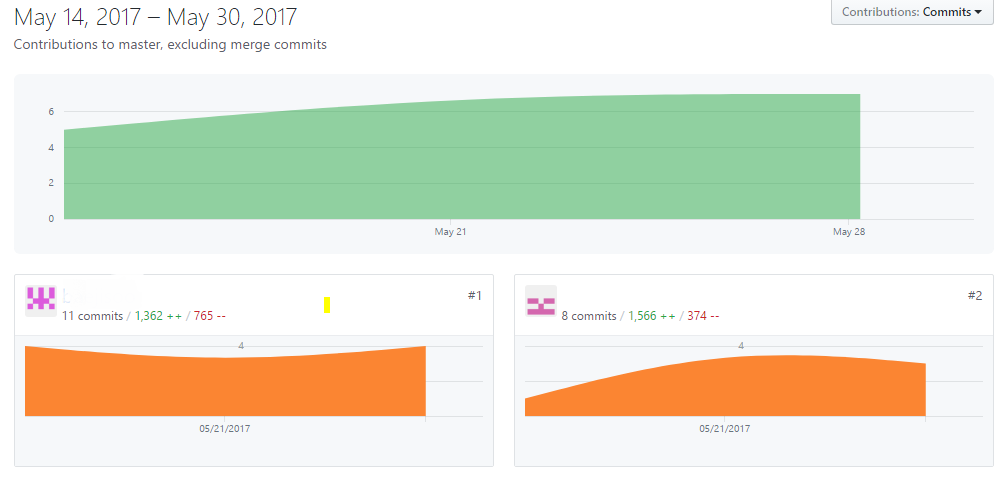 May 14, 2017 – May 30, 2017
Contributions: Commits
Contributions to master, excluding merge commits
6
4
2
0
May 21
May 28
#1
11 commits / 1,362 ++ / 765 --
4
05/21/2017
#2
8 commits / 1,566 ++ / 374 --
4
05/21/2017